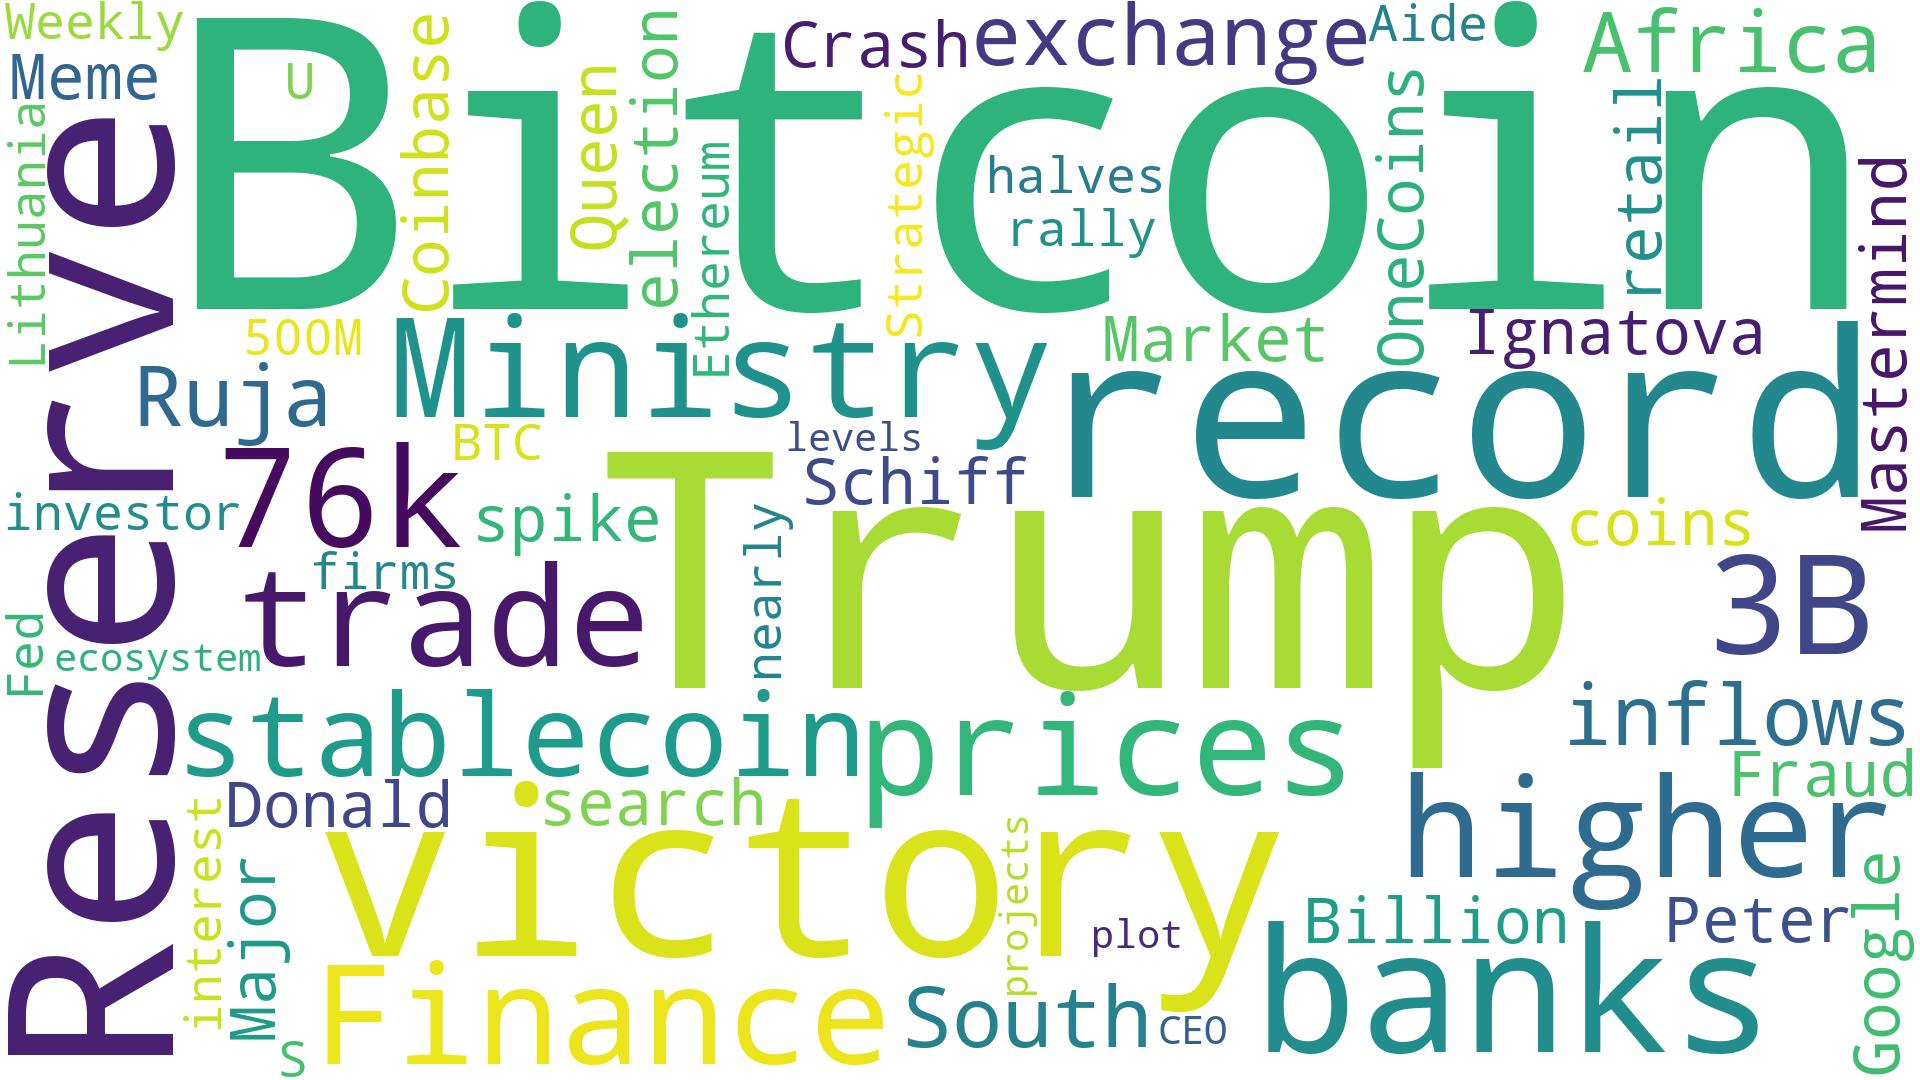 Weekly
Meme
U
Lithuania
Reserve
Bitcoin
Coinbase
Queen
election
Ethereum
Crash
exchange
Aide
Africa
Strategic
halves
rally
OneCoins
retail
Mastermind
500M
Ministry
Market
Ignatova
Ruja
record
BTC
levels
76k
Schiff
investor
spike
Trump
coins
nearly
firms
trade
3B
Fed
ecosystem
stablecoin
prices
inflows
Fraud
Donald
search
higher
interest
Major
victory
projects
plot
Billion
Peter
Google
Finance
South
CEO
banks
S